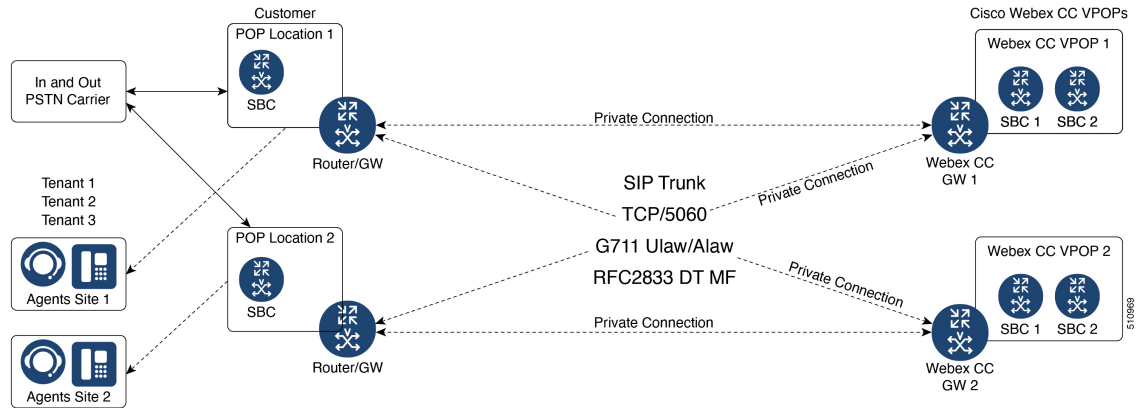 Customer
Cisco Webex CC VPOPs
POP Location 1
SBC
Router/GW
In and Out
PSTN Carrier
Tenant 1
Tenant 2
Tenant 3
Agents Site 1
Agents Site 2
POP Location 2
SBC
Router/GW
Private Connection
Private Connection
SIP Trunk
TCP/5060
G711 Ulaw/Alaw
RFC2833 DT MF
Private Connection
Private Connection
Webex CC VPOP 1
SBC 1
SBC 2
Webex CC
GW 1
Webex CC VPOP 2
SBC 1
SBC 2
Webex CC
GW 2
510969